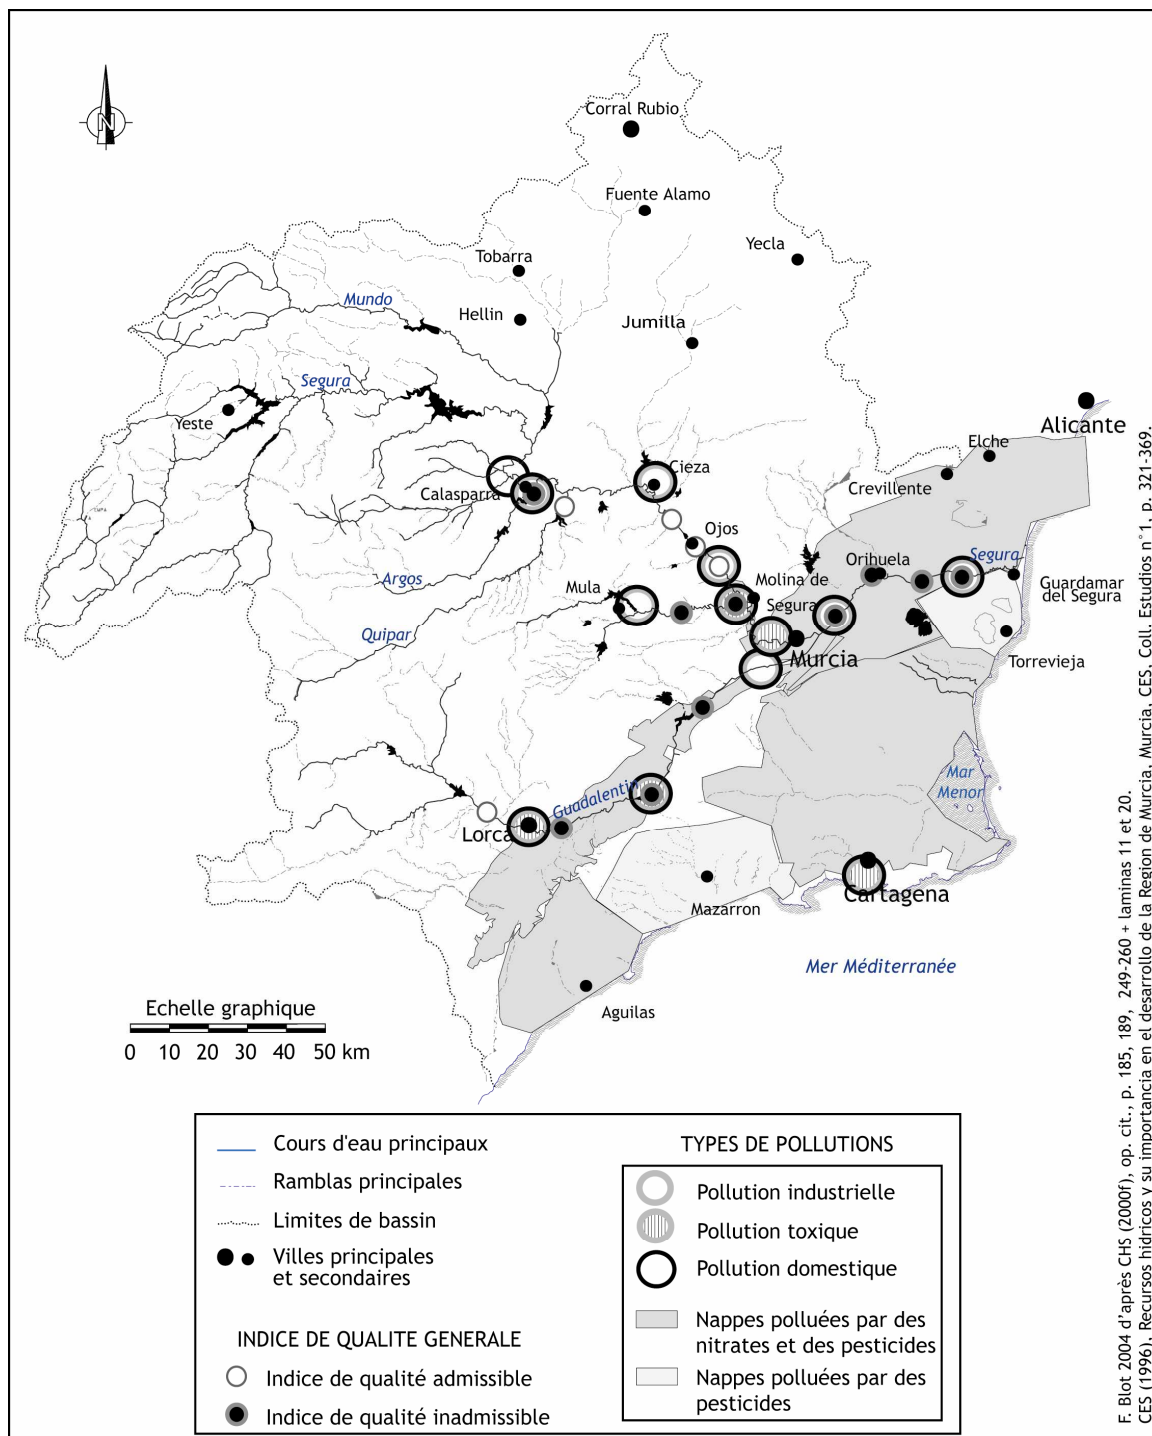 N
Corral Rubio
Fuente Alamo
Yecla
Tobarra
Mundo
Hellin
Jumilla
Segura
Yeste
Alicante
Elche
Cieza
Calasparra
Crevillente
Ojos
Orihuela
Segura
Argos
Mula
Molina de
Segura
Guardamar
del Segura
Quipar
Murcia
Torrevieja
Mar
Menor
Guadalentin
Lorca
Cartagena
Mazarron
Mer Méditerranée
Aguilas
Echelle graphique
0 10 20 30 40 50 km
Cours d'eau principaux
Ramblas principales
Limites de bassin
Villes principales
et secondaires
INDICE DE QUALITE GENERALE
Indice de qualité admissible
Indice de qualité inadmissible
TYPES DE POLLUTIONS
Pollution industrielle
Pollution toxique
Pollution domestique
Nappes polluées par des
nitrates et des pesticides
Nappes polluées par des
pesticides
F. Blot 2004 d'après CHS (2000f), op. cit., p. 185, 189, 249-260 + laminas 11 et 20.
CES (1996), Recursos hídricos y su importancia en el desarrollo de la Region de Murcia, Murcia, CES, Coll. Estudios n°1, p. 321-369.